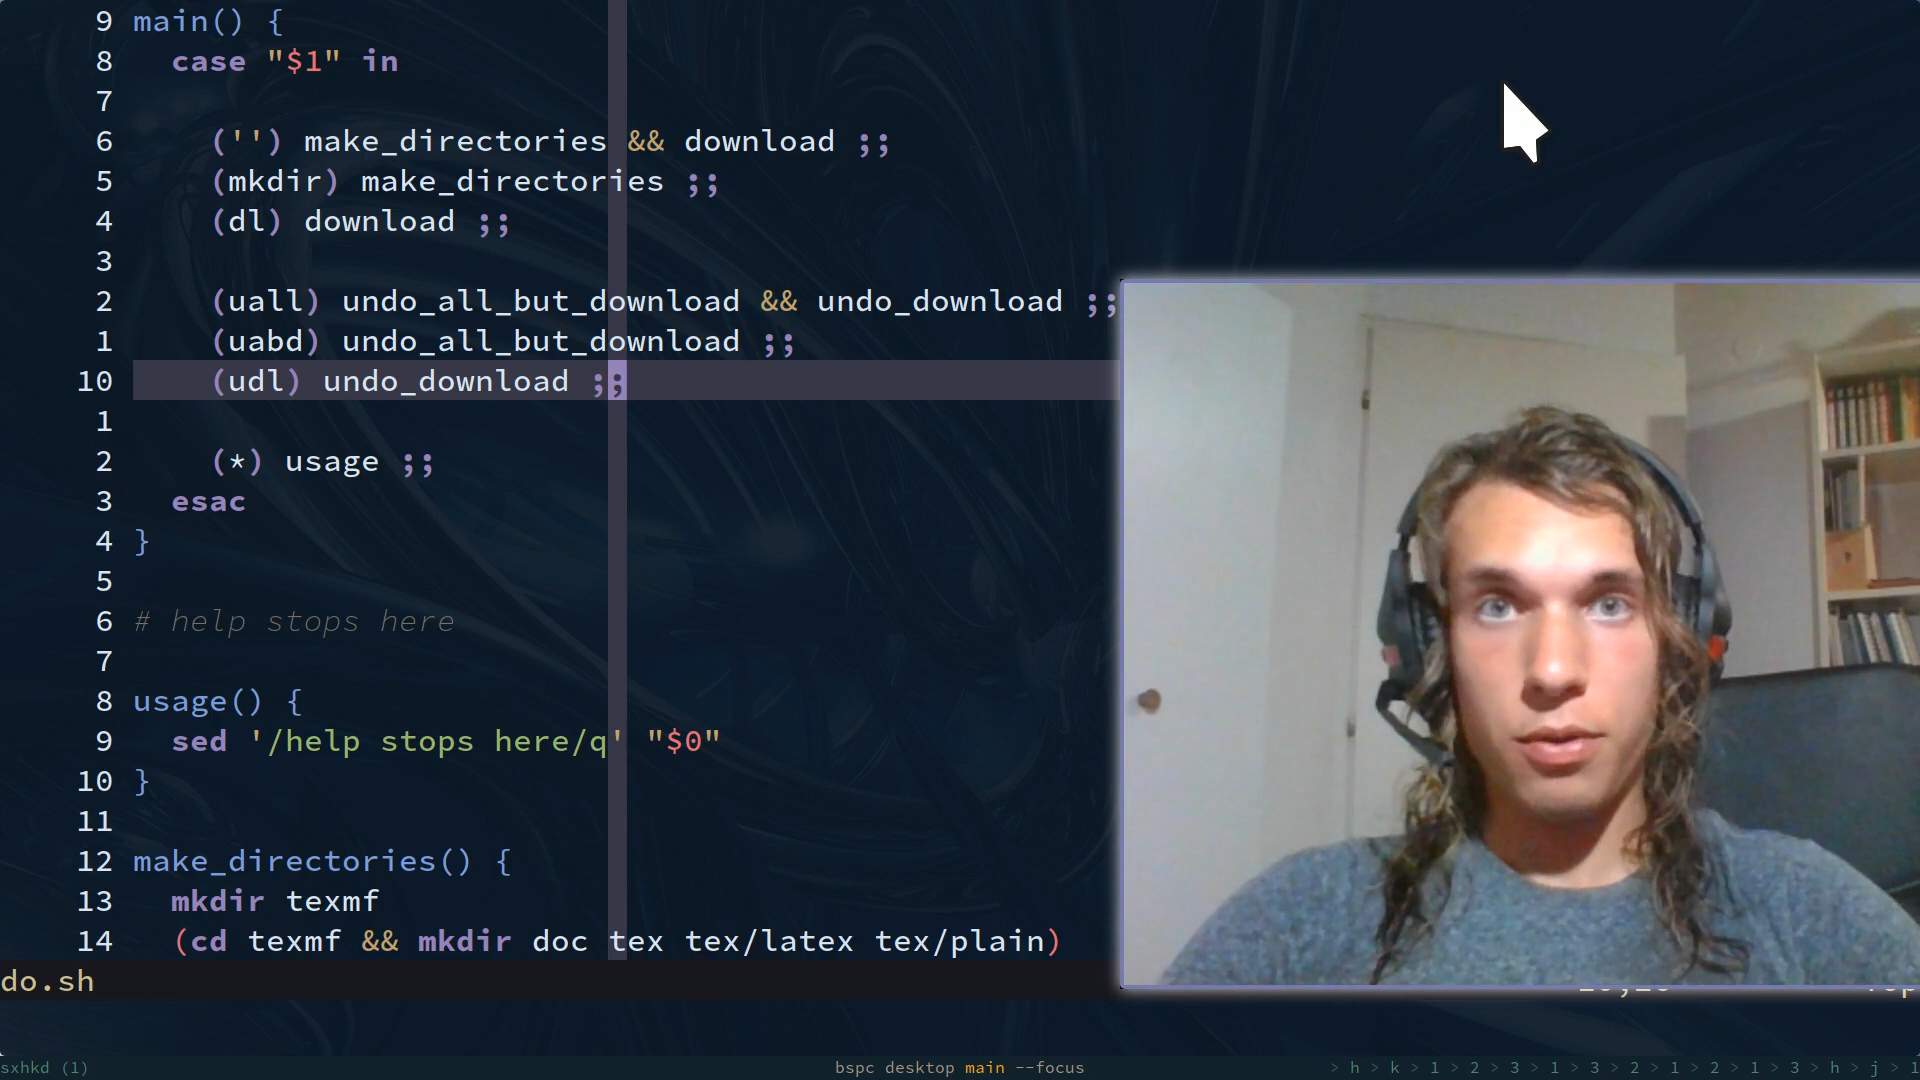 9 main() {
8   case "$1" in
7
6     ('') make_directories && download ;;
5     (mkdir) make_directories ;;
4     (dl) download ;;
3
2     (uall) undo_all_but_download && undo_download ;;
1     (uabd) undo_all_but_download ;;
10     (udl) undo_download ;;
1
2     (*) usage ;;
3   esac
4 }
5
6 # help stops here
7
8 usage() {
9   sed '/help stops here/q' "$0"
10 }
11
12 make_directories() {
13   mkdir texmf
14   (cd texmf && mkdir doc tex tex/latex tex/plain)
do.sh
sxhkd (1) bspc desktop main --focus > h > k > 1 > 2 > 3 > 1 > 3 > 2 > 1 > 2 > 1 > 3 > h > j > 1